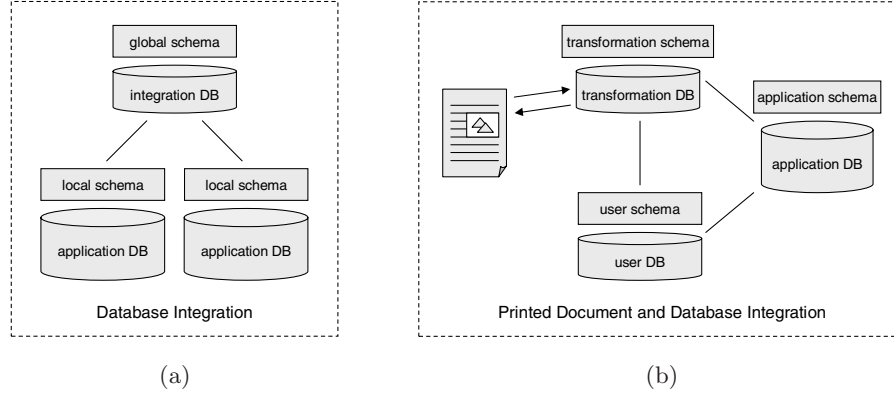 global schema
integration DB
local schema
local schema
application DB
application DB
Database Integration
(a)
transformation schema
transformation DB
application schema
application DB
user schema
user DB
Printed Document and Database Integration
(b)